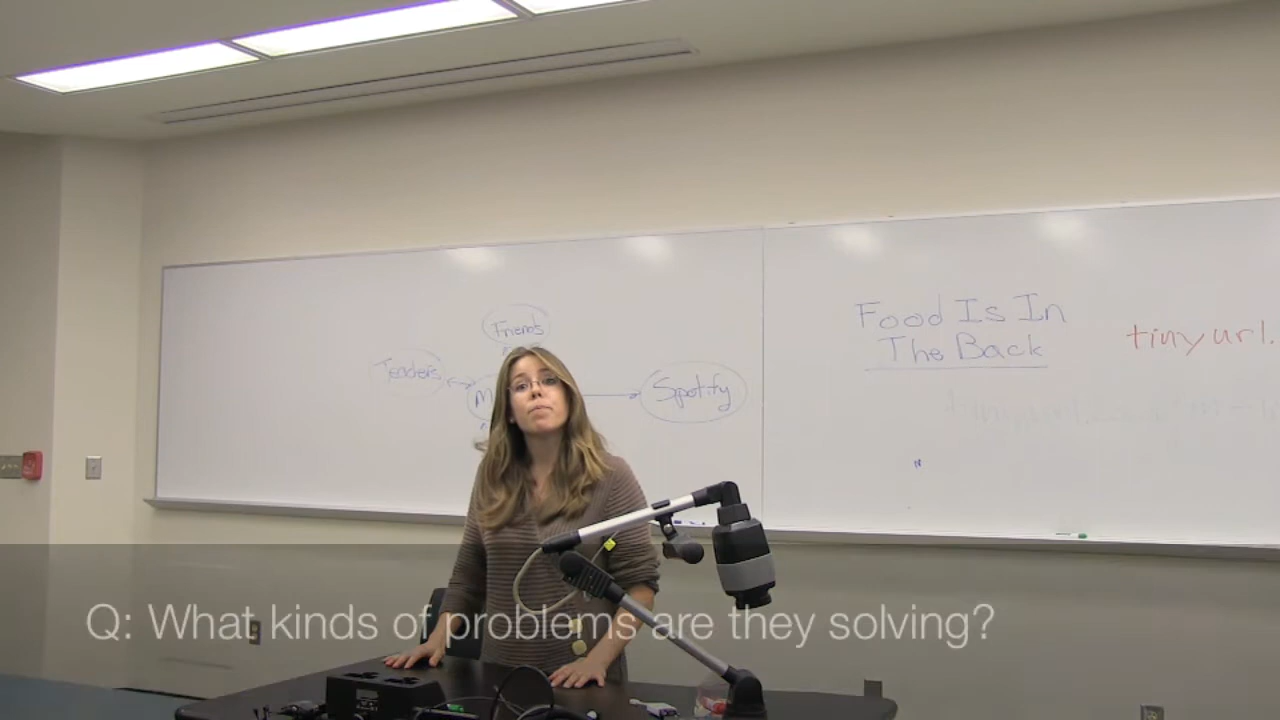 Friends
Teachers
M
Spotify
Food Is In
The Back
tinyurl.
Q: What kinds of problems are they solving?